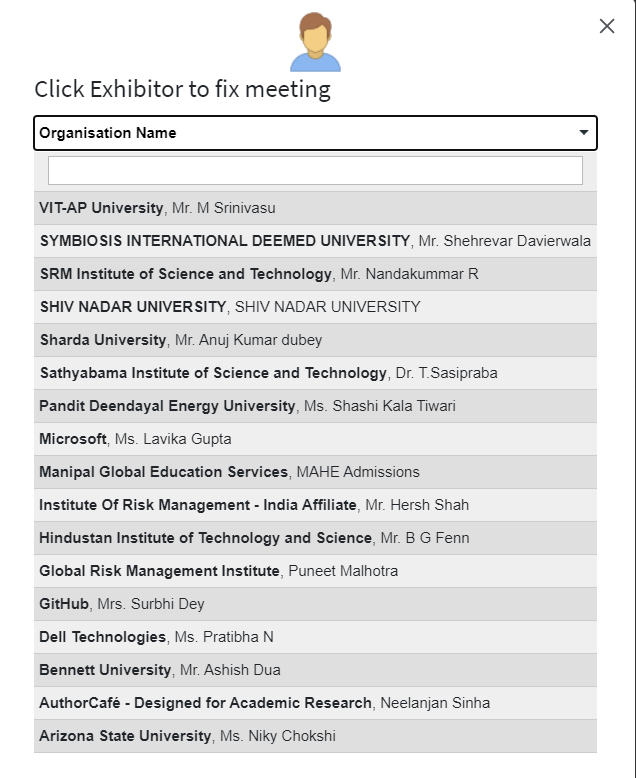 Click Exhibitor to fix meeting
Organisation Name
VIT-AP University, Mr. M Srinivasu
SYMBIOSIS INTERNATIONAL DEEMED UNIVERSITY, Mr. Shehrevar Davierwala
SRM Institute of Science and Technology, Mr. Nandakummar R
SHIV NADAR UNIVERSITY, SHIV NADAR UNIVERSITY
Sharda University, Mr. Anuj Kumar dubey
Sathyabama Institute of Science and Technology, Dr. T.Sasipraba
Pandit Deendayal Energy University, Ms. Shashi Kala Tiwari
Microsoft, Ms. Lavika Gupta
Manipal Global Education Services, MAHE Admissions
Institute Of Risk Management - India Affiliate, Mr. Hersh Shah
Hindustan Institute of Technology and Science, Mr. B G Fenn
Global Risk Management Institute, Puneet Malhotra
GitHub, Mrs. Surbhi Dey
Dell Technologies, Ms. Pratibha N
Bennett University, Mr. Ashish Dua
AuthorCafé - Designed for Academic Research, Neelanjan Sinha
Arizona State University, Ms. Niky Chokshi